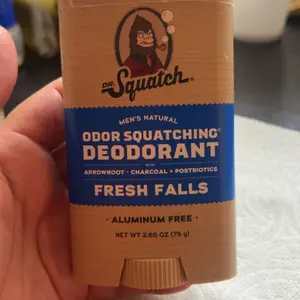 DR.
Squatch®
MEN'S NATURAL
ODOR SQUATCHING®
DEODORANT
WITH
ARROWROOT · CHARCOAL + POSTBIOTICS
FRESH FALLS
· ALUMINUM FREE ·
NET WT 2.65 OZ (75 g)